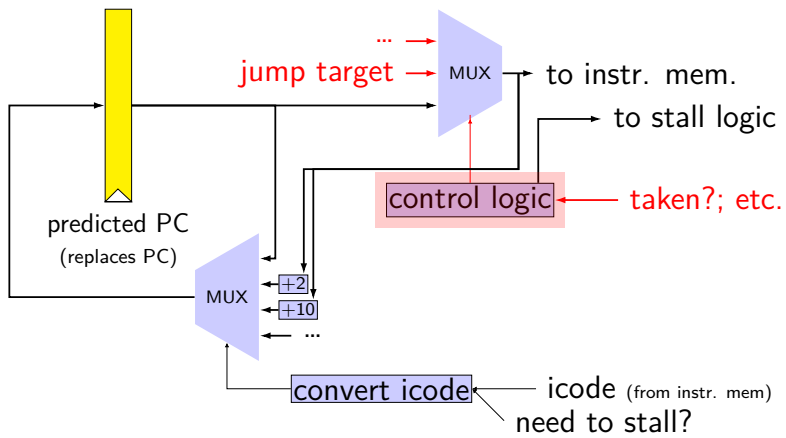 ...
jump target
MUX
to instr. mem.
to stall logic
control logic
taken?; etc.
predicted PC
(replaces PC)
MUX
+2
+10
...
convert icode
icode (from instr. mem)
need to stall?